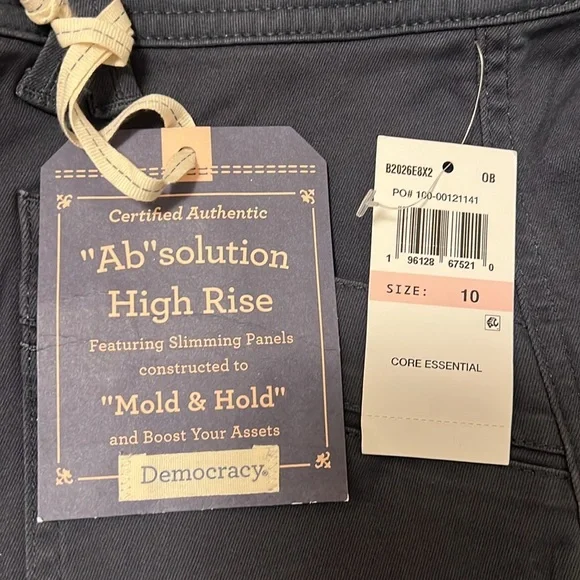 Certified Authentic
"Ab"solution
High Rise
Featuring Slimming Panels
constructed to
"Mold & Hold"
and Boost Your Assets
Democracy®
B2026E8X2 OB
PO# 100-00121141
1 96128 67521 0
SIZE: 10
CORE ESSENTIAL